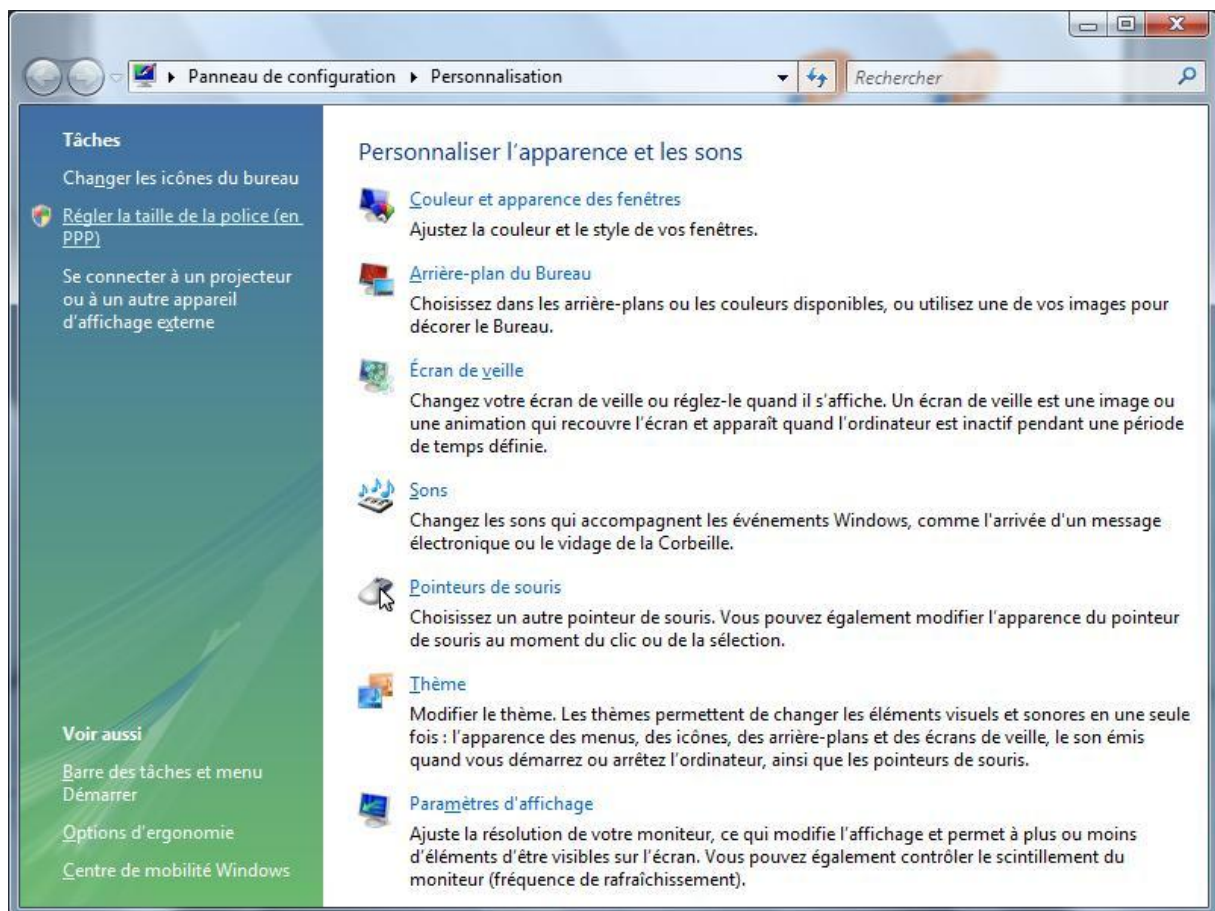 Panneau de configuration ▸ Personnalisation
Rechercher
Tâches
Changer les icônes du bureau
Régler la taille de la police (en
PPP)
Se connecter à un projecteur
ou à un autre appareil
d'affichage externe
Voir aussi
Barre des tâches et menu
Démarrer
Options d'ergonomie
Centre de mobilité Windows
Personnaliser l'apparence et les sons
Couleur et apparence des fenêtres
Ajustez la couleur et le style de vos fenêtres.
Arrière-plan du Bureau
Choisissez dans les arrière-plans ou les couleurs disponibles, ou utilisez une de vos images pour
décorer le Bureau.
Écran de veille
Changez votre écran de veille ou réglez-le quand il s'affiche. Un écran de veille est une image ou
une animation qui recouvre l'écran et apparaît quand l'ordinateur est inactif pendant une période
de temps définie.
Sons
Changez les sons qui accompagnent les événements Windows, comme l'arrivée d'un message
électronique ou le vidage de la Corbeille.
Pointeurs de souris
Choisissez un autre pointeur de souris. Vous pouvez également modifier l'apparence du pointeur
de souris au moment du clic ou de la sélection.
Thème
Modifier le thème. Les thèmes permettent de changer les éléments visuels et sonores en une seule
fois : l'apparence des menus, des icônes, des arrière-plans et des écrans de veille, le son émis
quand vous démarrez ou arrêtez l'ordinateur, ainsi que les pointeurs de souris.
Paramètres d'affichage
Ajuste la résolution de votre moniteur, ce qui modifie l'affichage et permet à plus ou moins
d'éléments d'être visibles sur l'écran. Vous pouvez également contrôler le scintillement du
moniteur (fréquence de rafraîchissement).